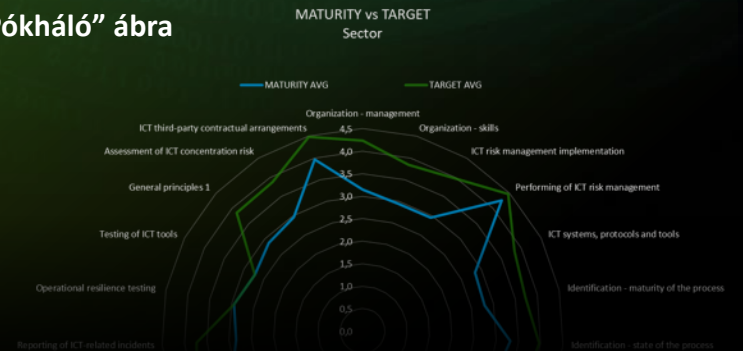 ókháló” ábra
MATURITY vs TARGET
Sector
MATURITY AVG
TARGET AVG
Organization - management
ICT third-party contractual arrangements
4,5
Organization - skills
Assessment of ICT concentration risk
4,0
ICT risk management implementation
3,5
General principles 1
3,0
Performing of ICT risk management
2,5
Testing of ICT tools
2,0
ICT systems, protocols and tools
1,5
Operational resilience testing
1,0
Identification - maturity of the process
0,5
0,0
Reporting of ICT-related incidents
Identification - state of the process